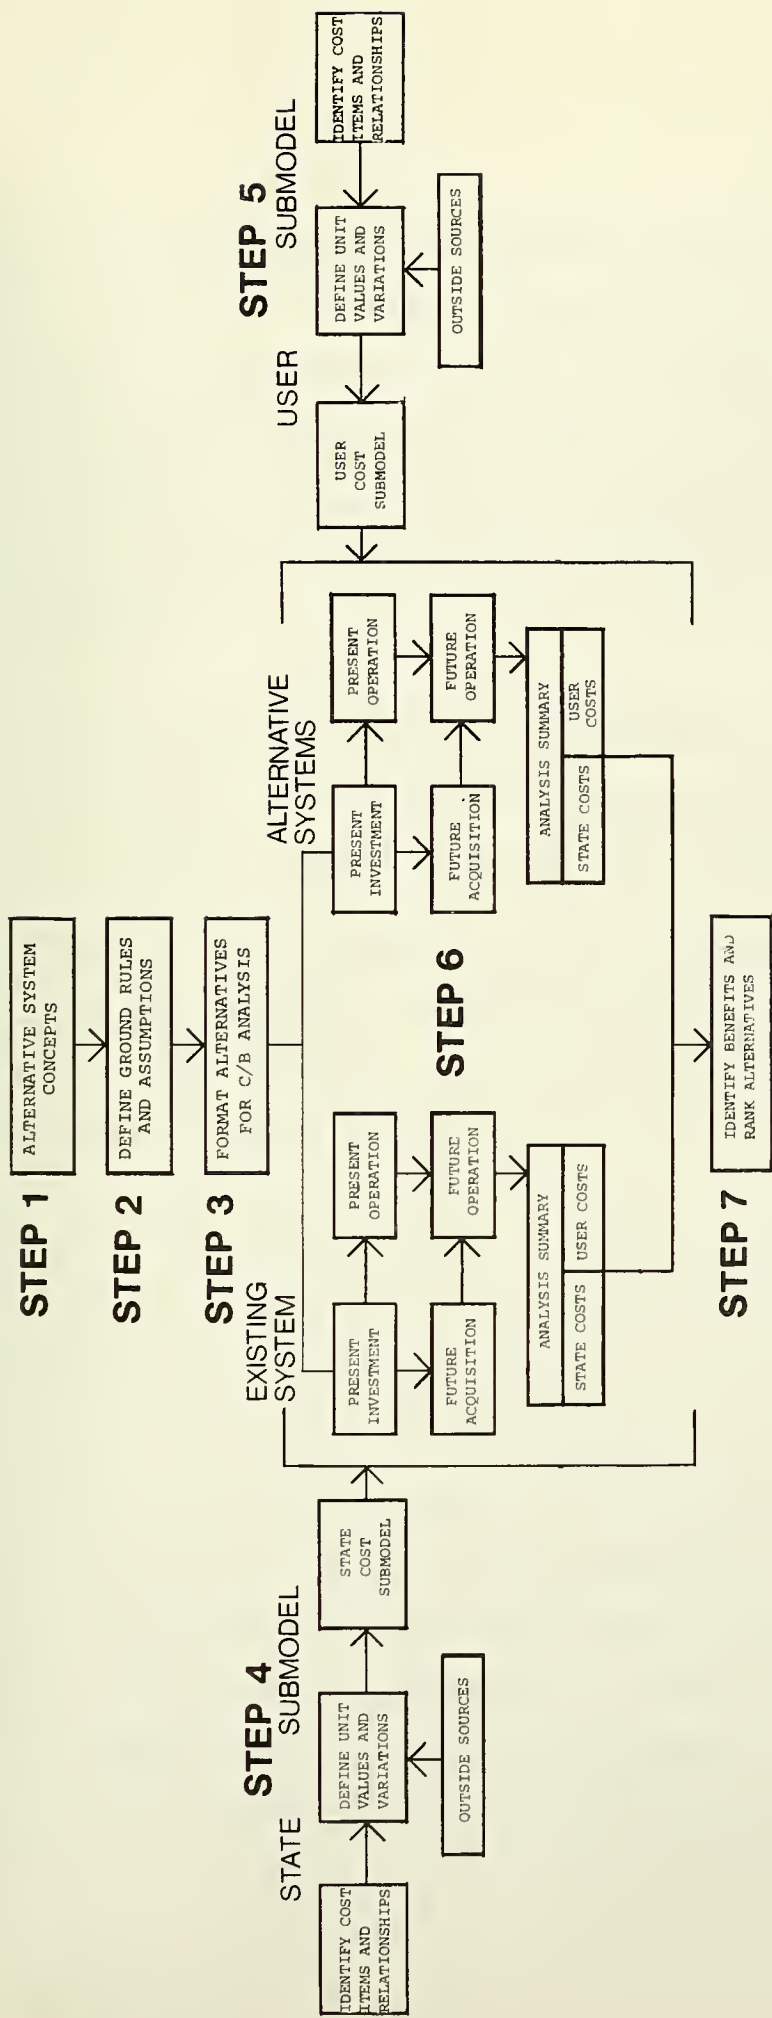 STEP 1
ALTERNATIVE SYSTEM
CONCEPTS
STEP 2
DEFINE GROUND RULES
AND ASSUMPTIONS
STEP 3
FORMAT ALTERNATIVES
FOR C/B ANALYSIS
STEP 4
STATE SUBMODEL
IDENTIFY COST
ITEMS AND
RELATIONSHIPS
DEFINE UNIT
VALUES AND
VARIATIONS
OUTSIDE SOURCES
STATE
COST
SUBMODEL
EXISTING
SYSTEM
PRESENT
INVESTMENT
PRESENT
OPERATION
FUTURE
ACQUISITION
FUTURE
OPERATION
ANALYSIS SUMMARY
STATE COSTS
USER COSTS
STEP 6
ALTERNATIVE
SYSTEMS
PRESENT
INVESTMENT
PRESENT
OPERATION
FUTURE
ACQUISITION
FUTURE
OPERATION
ANALYSIS SUMMARY
STATE COSTS
USER
COSTS
STEP 5
USER SUBMODEL
USER
COST
SUBMODEL
DEFINE UNIT
VALUES AND
VARIATIONS
OUTSIDE SOURCES
IDENTIFY COST
ITEMS AND
RELATIONSHIPS
STEP 7
IDENTIFY BENEFITS AND
RANK ALTERNATIVES